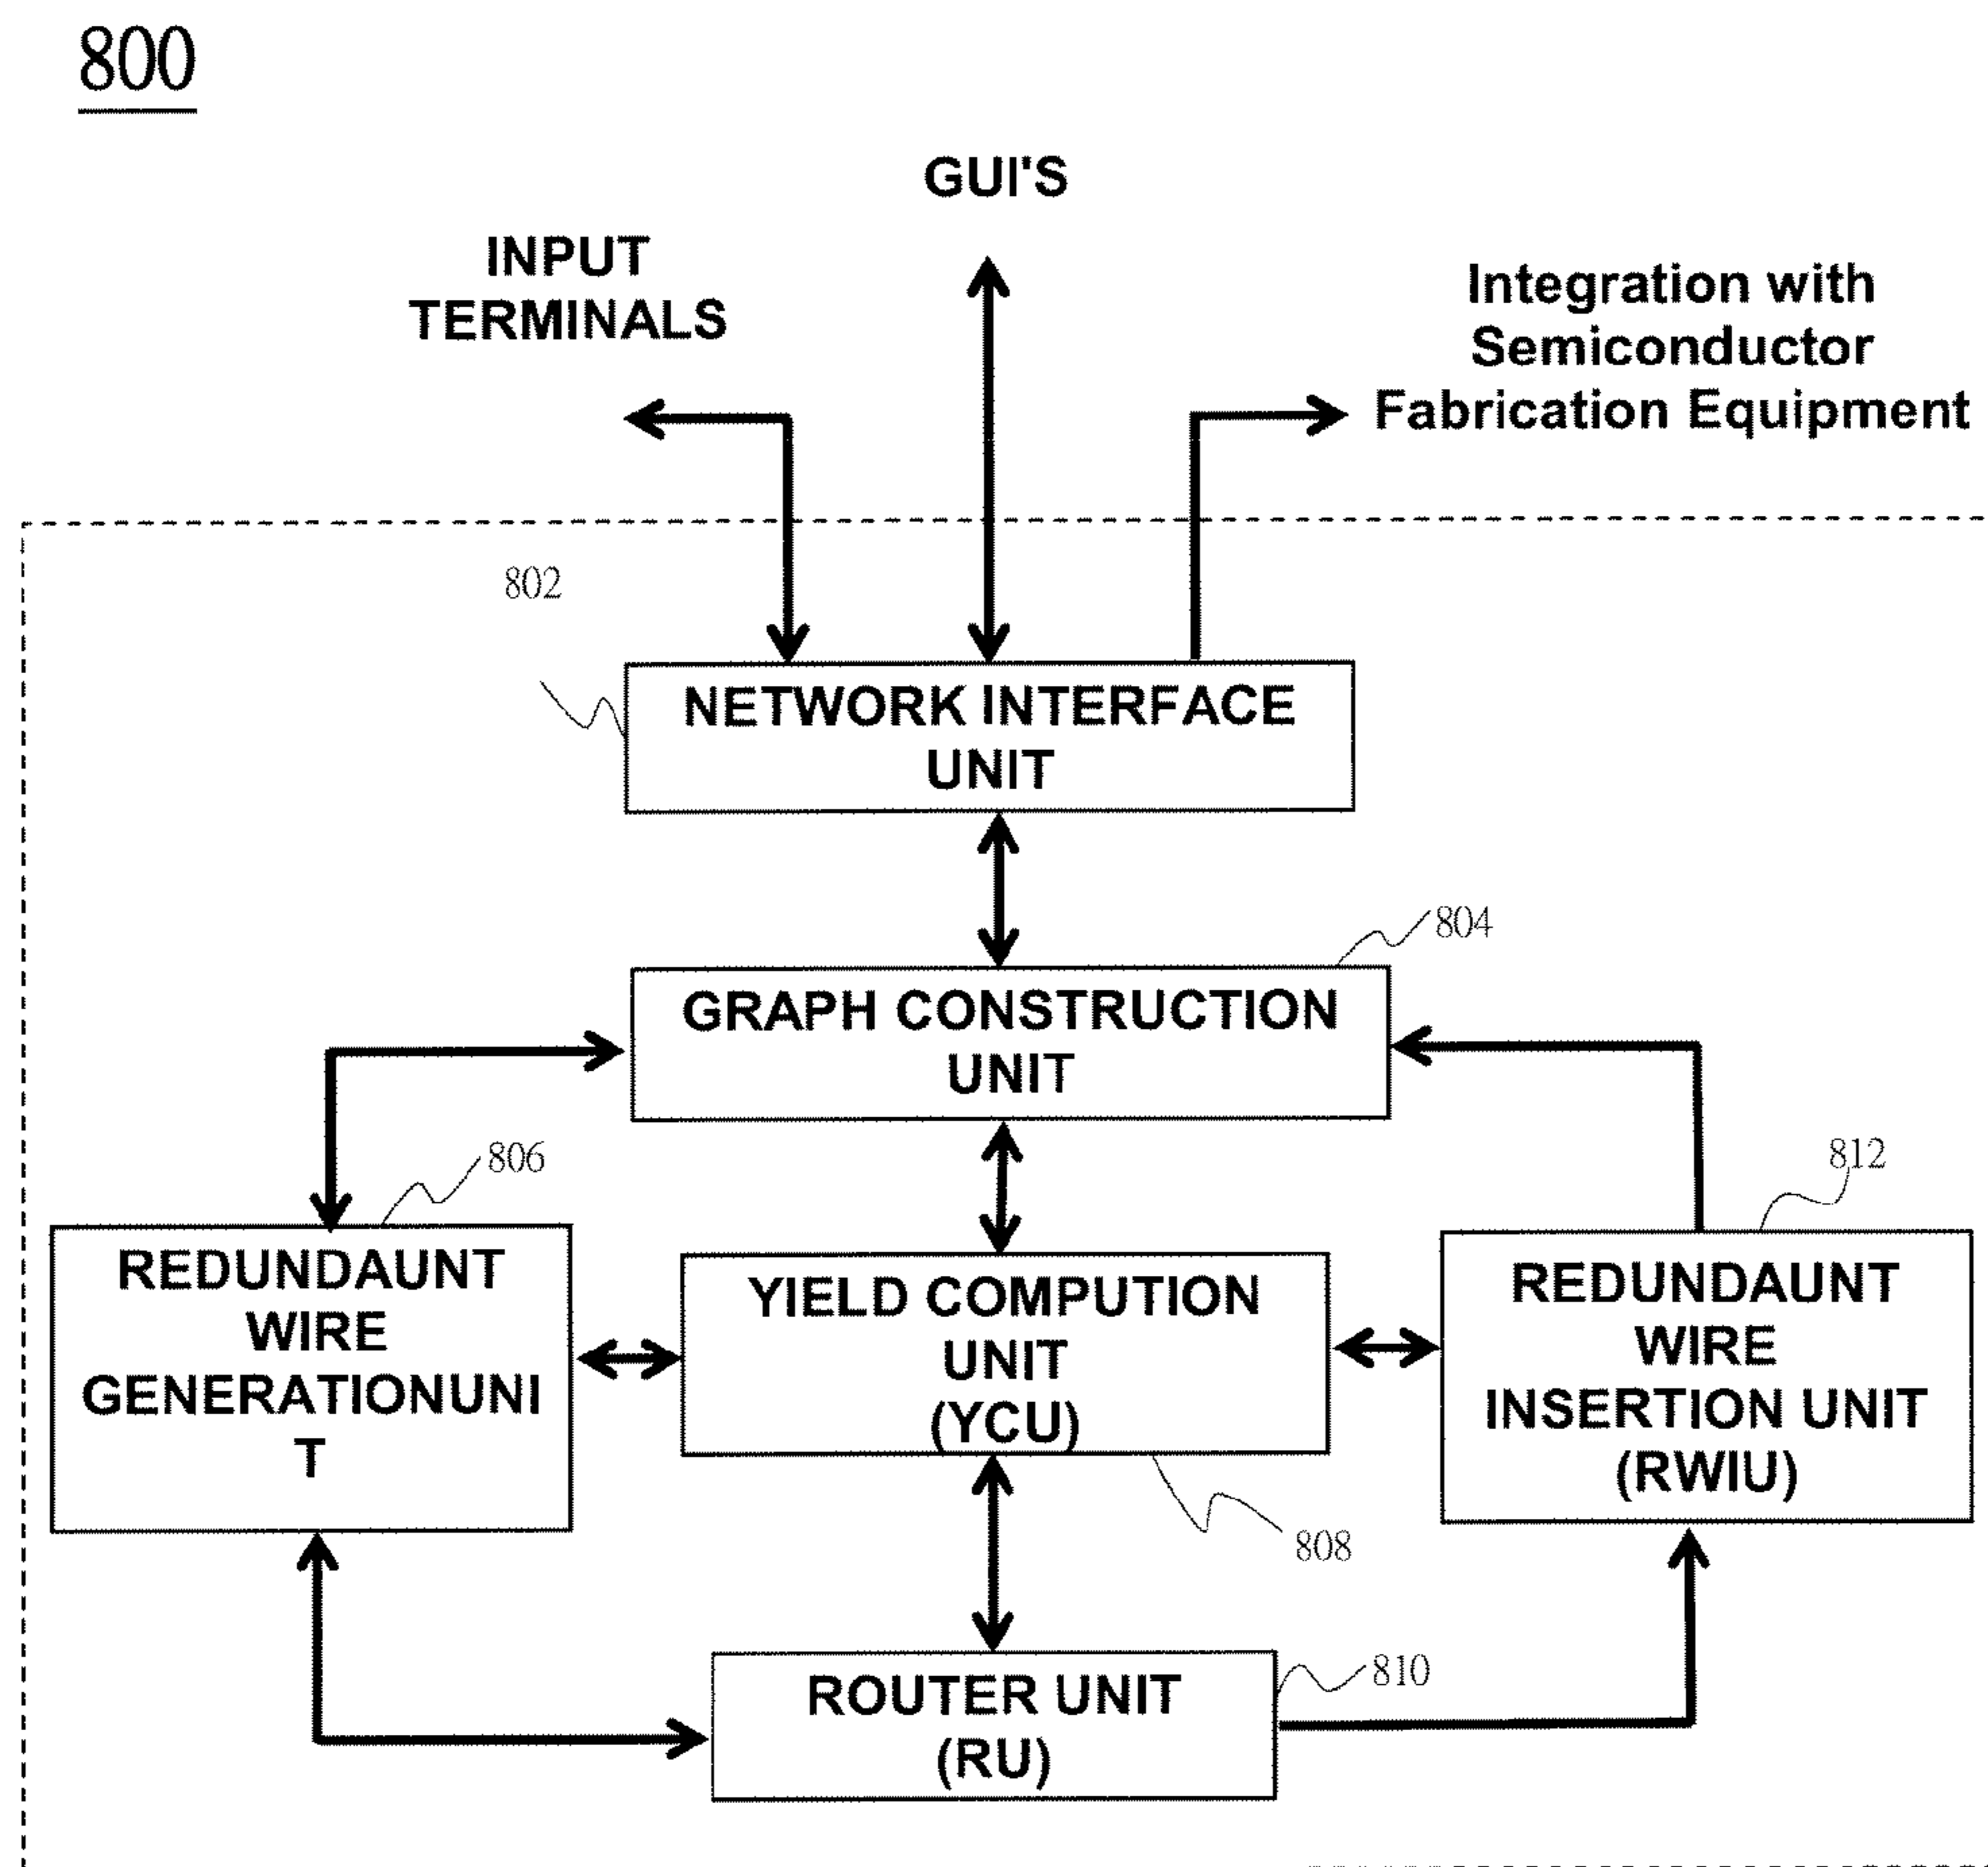 800
GUI'S
INPUT
TERMINALS
Integration with
Semiconductor
Fabrication Equipment
802
NETWORK INTERFACE
UNIT
804
GRAPH CONSTRUCTION
UNIT
806
812
REDUNDAUNT
WIRE
GENERATIONUNI
T
YIELD COMPUTION
UNIT
(YCU)
REDUNDAUNT
WIRE
INSERTION UNIT
(RWIU)
808
ROUTER UNIT
(RU)
810